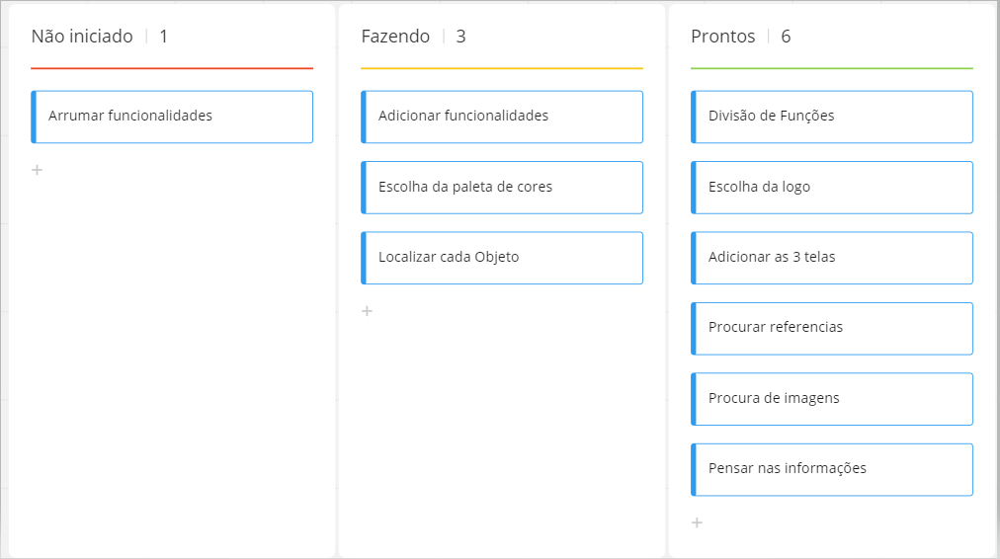 Não iniciado | 1
Arrumar funcionalidades
+
Fazendo | 3
Adicionar funcionalidades
Escolha da paleta de cores
Localizar cada Objeto
+
Prontos | 6
Divisão de Funções
Escolha da logo
Adicionar as 3 telas
Procurar referencias
Procura de imagens
Pensar nas informações
+